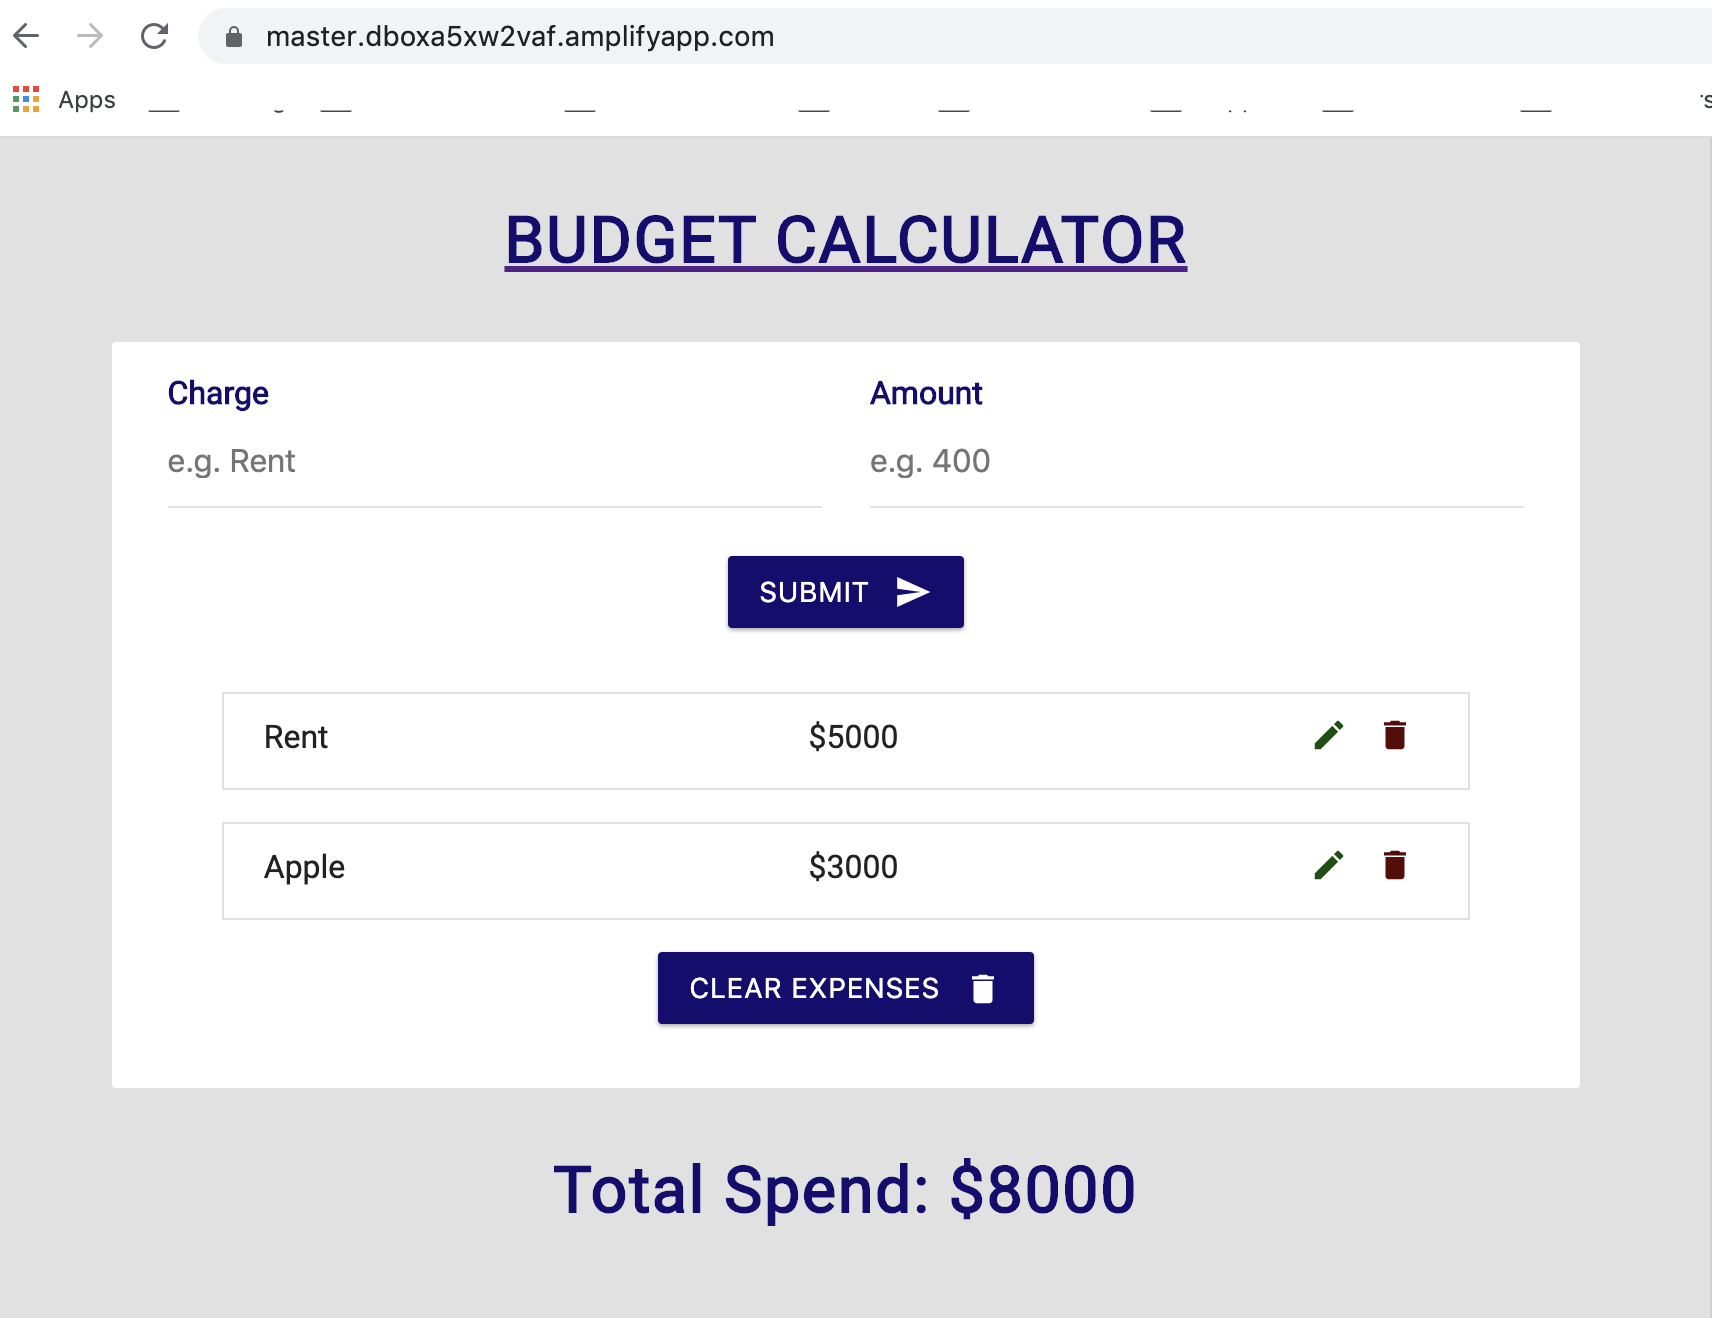 master.dboxa5xw2vaf.amplifyapp.com
Apps
BUDGET CALCULATOR
Charge Amount
e.g. Rent e.g. 400
SUBMIT
Rent $5000
Apple $3000
CLEAR EXPENSES
Total Spend: $8000